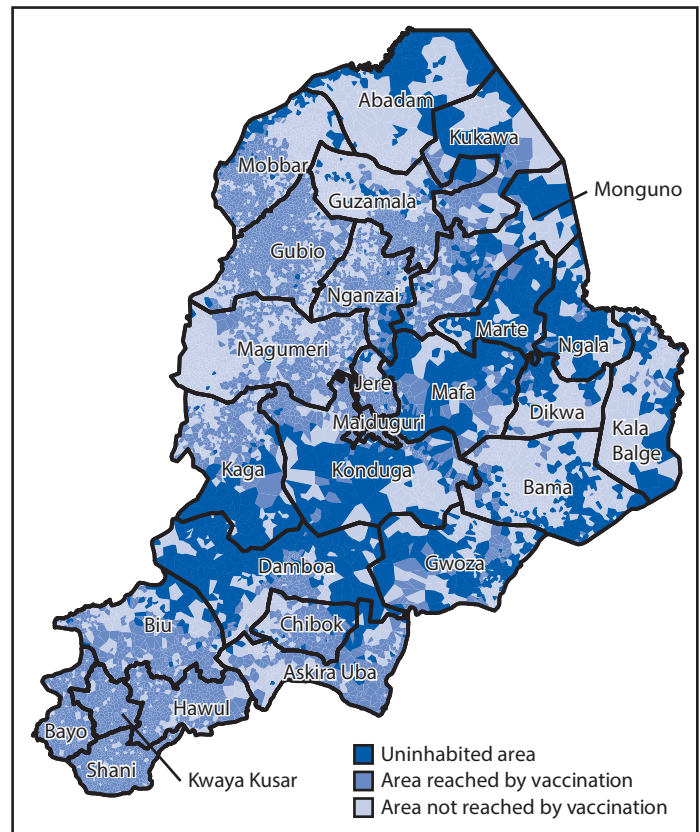 Abadam
Kukawa
Mobbar
Monguno
Guzamala
Gubio
Nganzai
Marte
Ngala
Magumeri
Jere
Mafa
Dikwa
Maiduguri
Kala
Balge
Kaga
Konduga
Bama
Damboa
Gwoza
Biu
Chibok
Askira Uba
Hawul
Bayo
Shani
Kwaya Kusar
Uninhabited area
Area reached by vaccination
Area not reached by vaccination